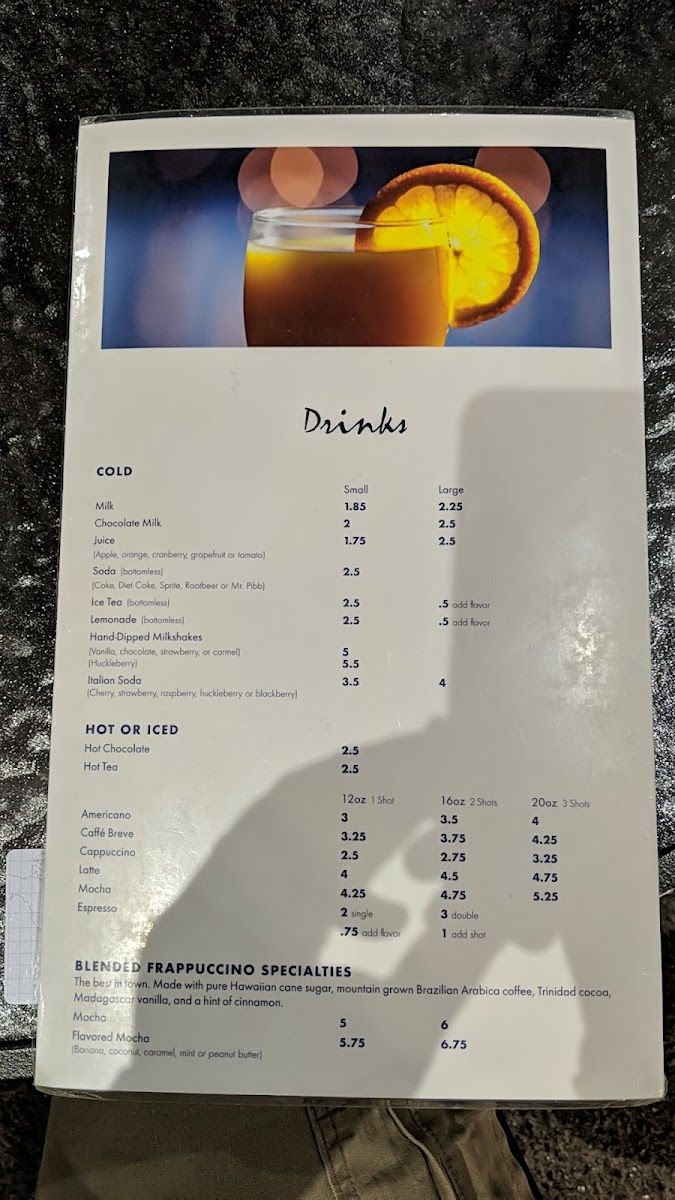 Drinks
COLD
Small Large
Milk 1.85 2.25
Chocolate Milk 2 2.5
Juice 1.75 2.5
(Apple, orange, cranberry, grapefruit or tomato)
Soda (bottomless) 2.5
(Coke, Diet Coke, Sprite, Rootbeer or Mr. Pibb)
Ice Tea (bottomless) 2.5 .5 add flavor
Lemonade (bottomless) 2.5 .5 add flavor
Hand-Dipped Milkshakes
(Vanilla, chocolate, strawberry, or carmel) 5
(Huckleberry) 5.5
Italian Soda 3.5 4
(Cherry, strawberry, raspberry, huckleberry or blackberry)
HOT OR ICED
Hot Chocolate 2.5
Hot Tea 2.5
12oz 1 Shot 16oz 2 Shots 20oz 3 Shots
Americano 3 3.5 4
Caffé Breve 3.25 3.75 4.25
Cappuccino 2.5 2.75 3.25
Latte 4 4.5 4.75
Mocha 4.25 4.75 5.25
Espresso 2 single 3 double
.75 add flavor 1 add shot
BLENDED FRAPPUCCINO SPECIALTIES
The best in town. Made with pure Hawaiian cane sugar, mountain grown Brazilian Arabica coffee, Trinidad cocoa,
Madagascar vanilla, and a hint of cinnamon.
Mocha 5 6
Flavored Mocha 5.75 6.75
(Banana, coconut, caramel, mint or peanut butter)